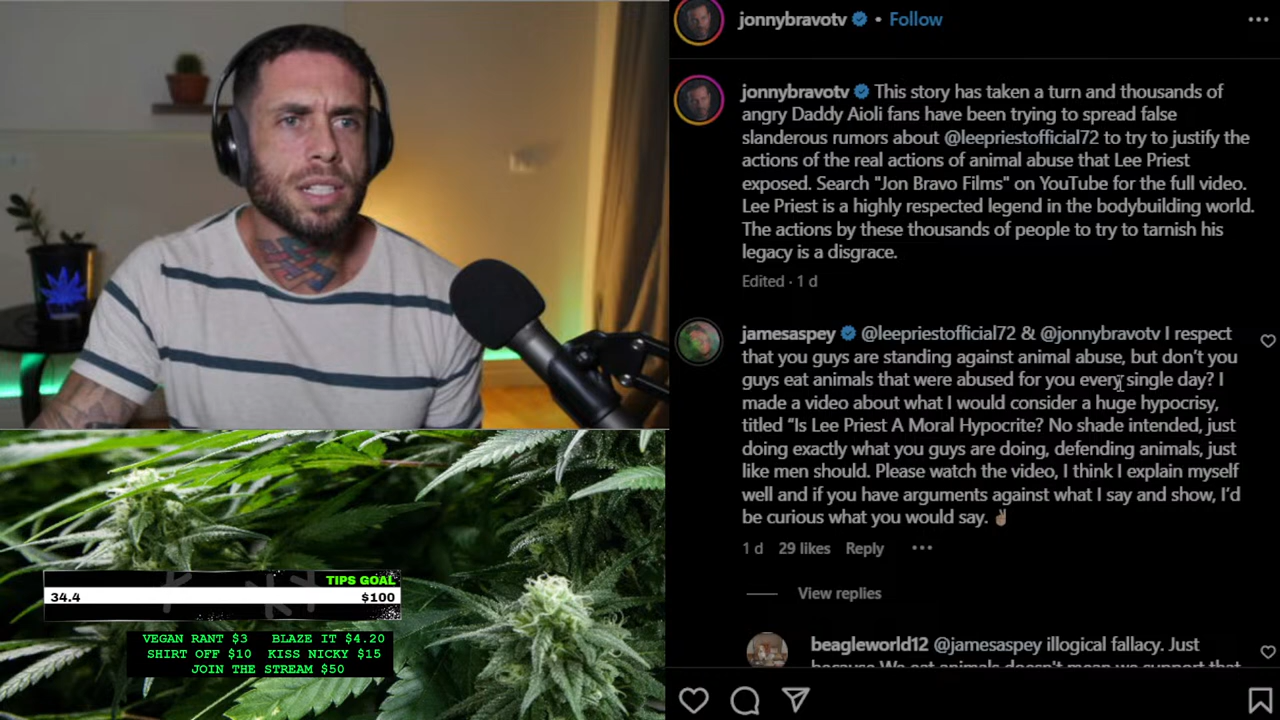 jonnybravotv • Follow
jonnybravotv This story has taken a turn and thousands of
angry Daddy Aioli fans have been trying to spread false
slanderous rumors about @leepriestofficial72 to try to justify the
actions of the real actions of animal abuse that Lee Priest
exposed. Search "Jon Bravo Films" on YouTube for the full video.
Lee Priest is a highly respected legend in the bodybuilding world.
The actions by these thousands of people to try to tarnish his
legacy is a disgrace.
Edited · 1 d
jamesaspey @leepriestofficial72 & @jonnybravotv I respect
that you guys are standing against animal abuse, but don't you
guys eat animals that were abused for you every single day? I
made a video about what I would consider a huge hypocrisy,
titled “Is Lee Priest A Moral Hypocrite? No shade intended, just
doing exactly what you guys are doing, defending animals, just
like men should. Please watch the video, I think I explain myself
well and if you have arguments against what I say and show, I'd
be curious what you would say. ✌🏽
1 d 29 likes Reply
View replies
beagleworld12 @jamesaspey illogical fallacy. Just
because We eat animals doesn't mean we support that
TIPS GOAL
34.4 $100
VEGAN RANT $3 BLAZE IT $4.20
SHIRT OFF $10 KISS NICKY $15
JOIN THE STREAM $50